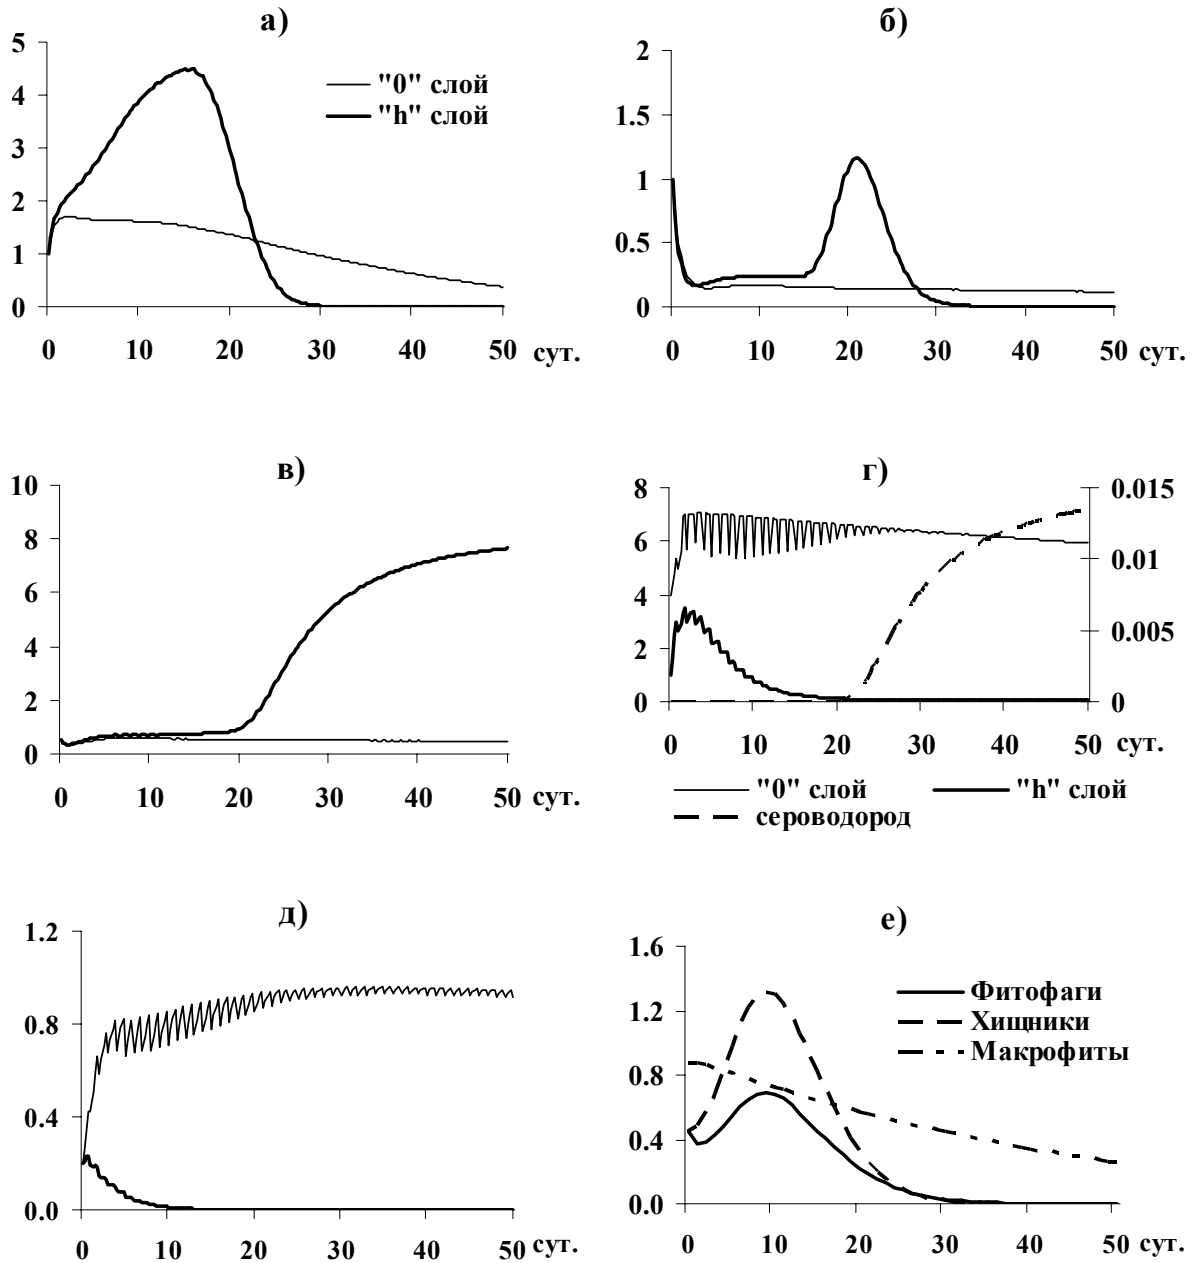 а)
5
4
3
2
1
0
"0" слой
"h" слой
0 10 20 30 40 50 сут.
б)
2
1.5
1
0.5
0
0 10 20 30 40 50 сут.
в)
10
8
6
4
2
0
0 10 20 30 40 50 сут.
г)
8
6
4
2
0
0.015
0.01
0.005
0
0 10 20 30 40 50 сут.
"0" слой "h" слой
сероводород
д)
1.2
0.8
0.4
0.0
0 10 20 30 40 50 сут.
е)
1.6
1.2
0.8
0.4
0.0
Фитофаги
Хищники
Макрофиты
0 10 20 30 40 50 сут.